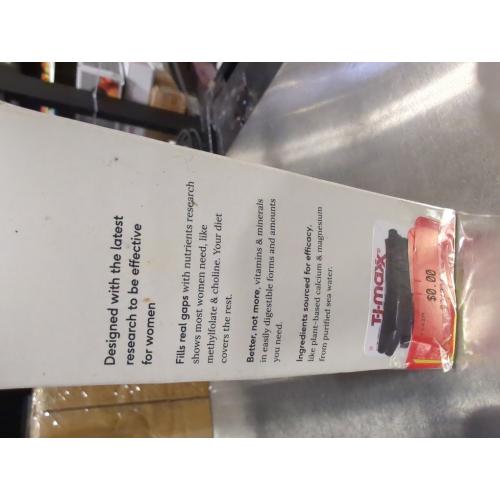 Designed with the latest
research to be effective
for women
Fills real gaps with nutrients research
shows most women need, like
methylfolate & choline. Your diet
covers the rest.
Better, not more, vitamins & minerals
in easily digestible forms and amounts
you need.
Ingredients sourced for efficacy,
like plant-based calcium & magnesium
from purified sea water.
TJ-maxx®
$0.00